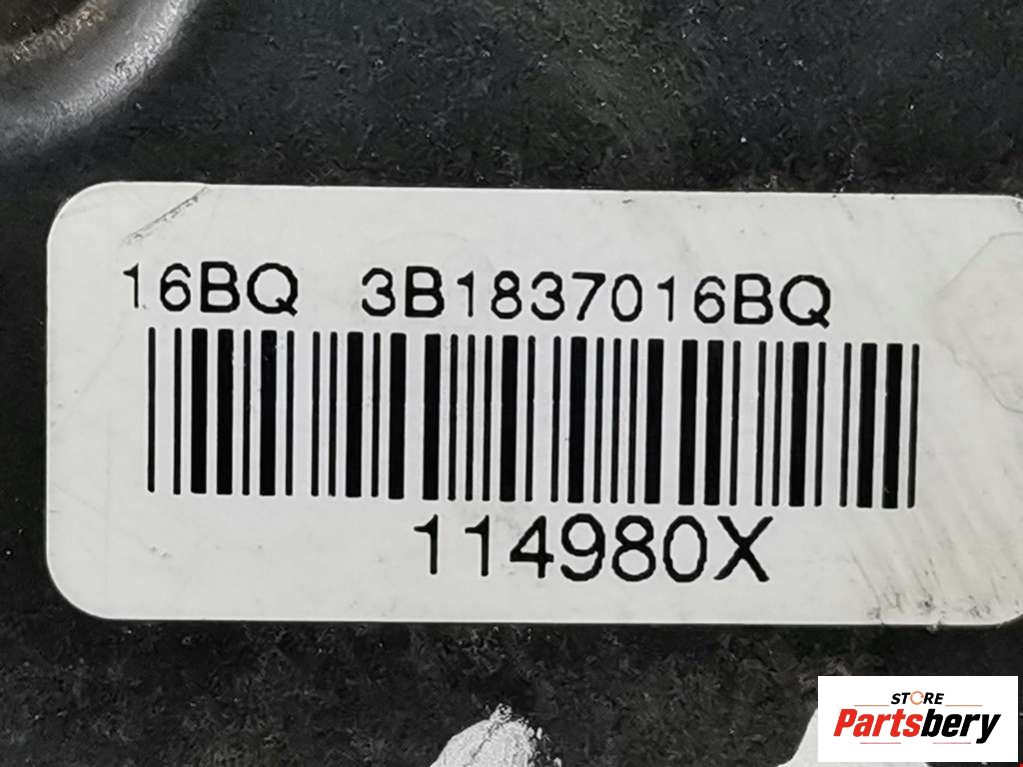 16BQ 3B1837016BQ
114980X
STORE
Partsbery